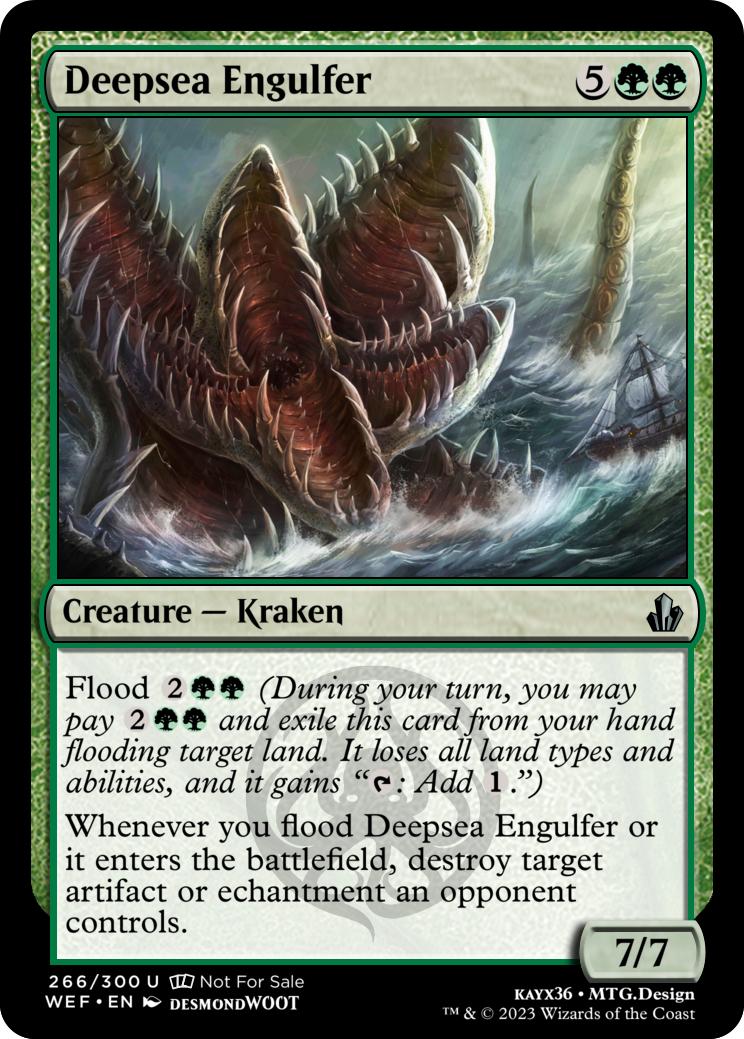 Deepsea Engulfer 5
Creature — Kraken
Flood 2 (During your turn, you may
pay 2 and exile this card from your hand
flooding target land. It loses all land types and
abilities, and it gains “: Add 1.”)
Whenever you flood Deepsea Engulfer or
it enters the battlefield, destroy target
artifact or echantment an opponent
controls.
7/7
266/300 U Not For Sale
WEF • EN DESMONDWOOT
KAYX36 • MTG.Design
™ & © 2023 Wizards of the Coast